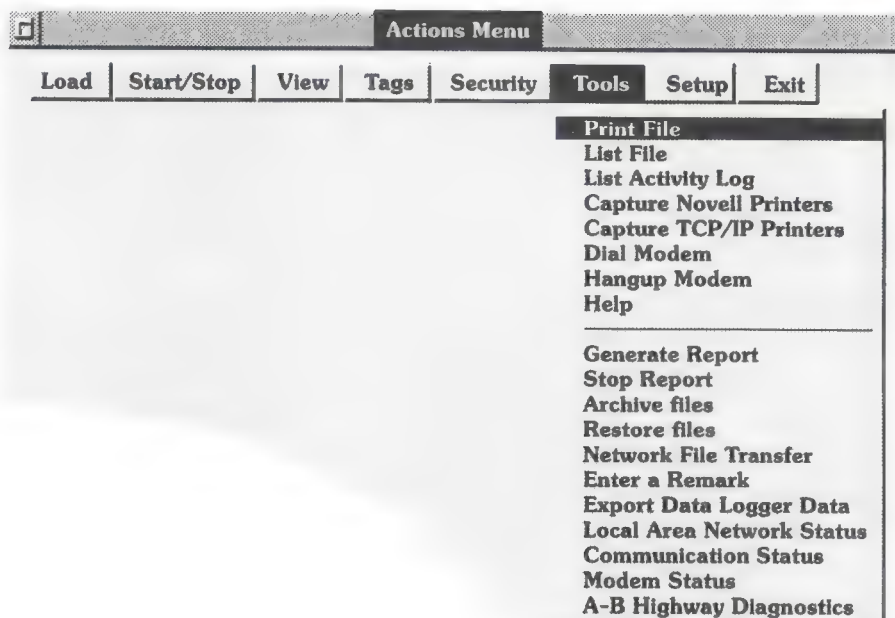 Actions Menu
Load Start/Stop View Tags Security Tools Setup Exit
Print File
List File
List Activity Log
Capture Novell Printers
Capture TCP/IP Printers
Dial Modem
Hangup Modem
Help
Generate Report
Stop Report
Archive files
Restore files
Network File Transfer
Enter a Remark
Export Data Logger Data
Local Area Network Status
Communication Status
Modem Status
A-B Highway Diagnostics